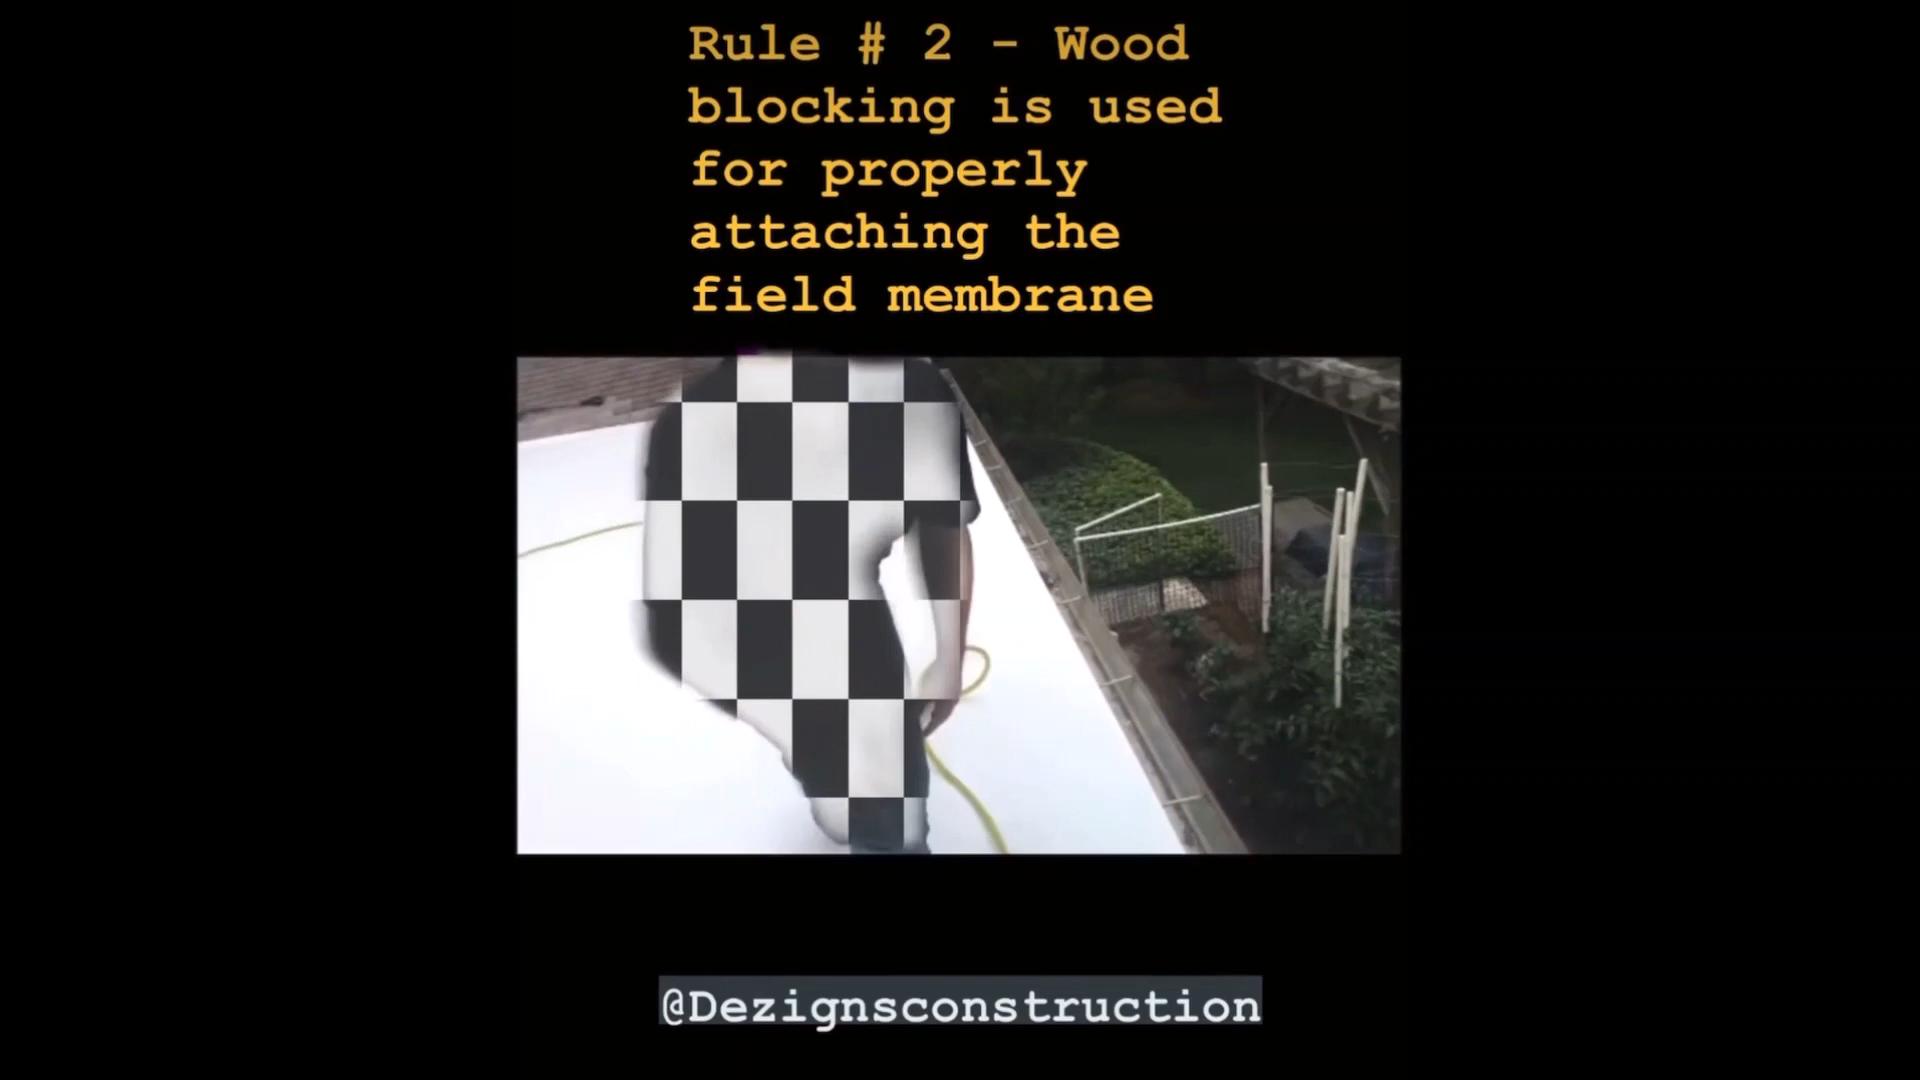 Rule # 2 - Wood
blocking is used
for properly
attaching the
field membrane
@Dezignsconstruction